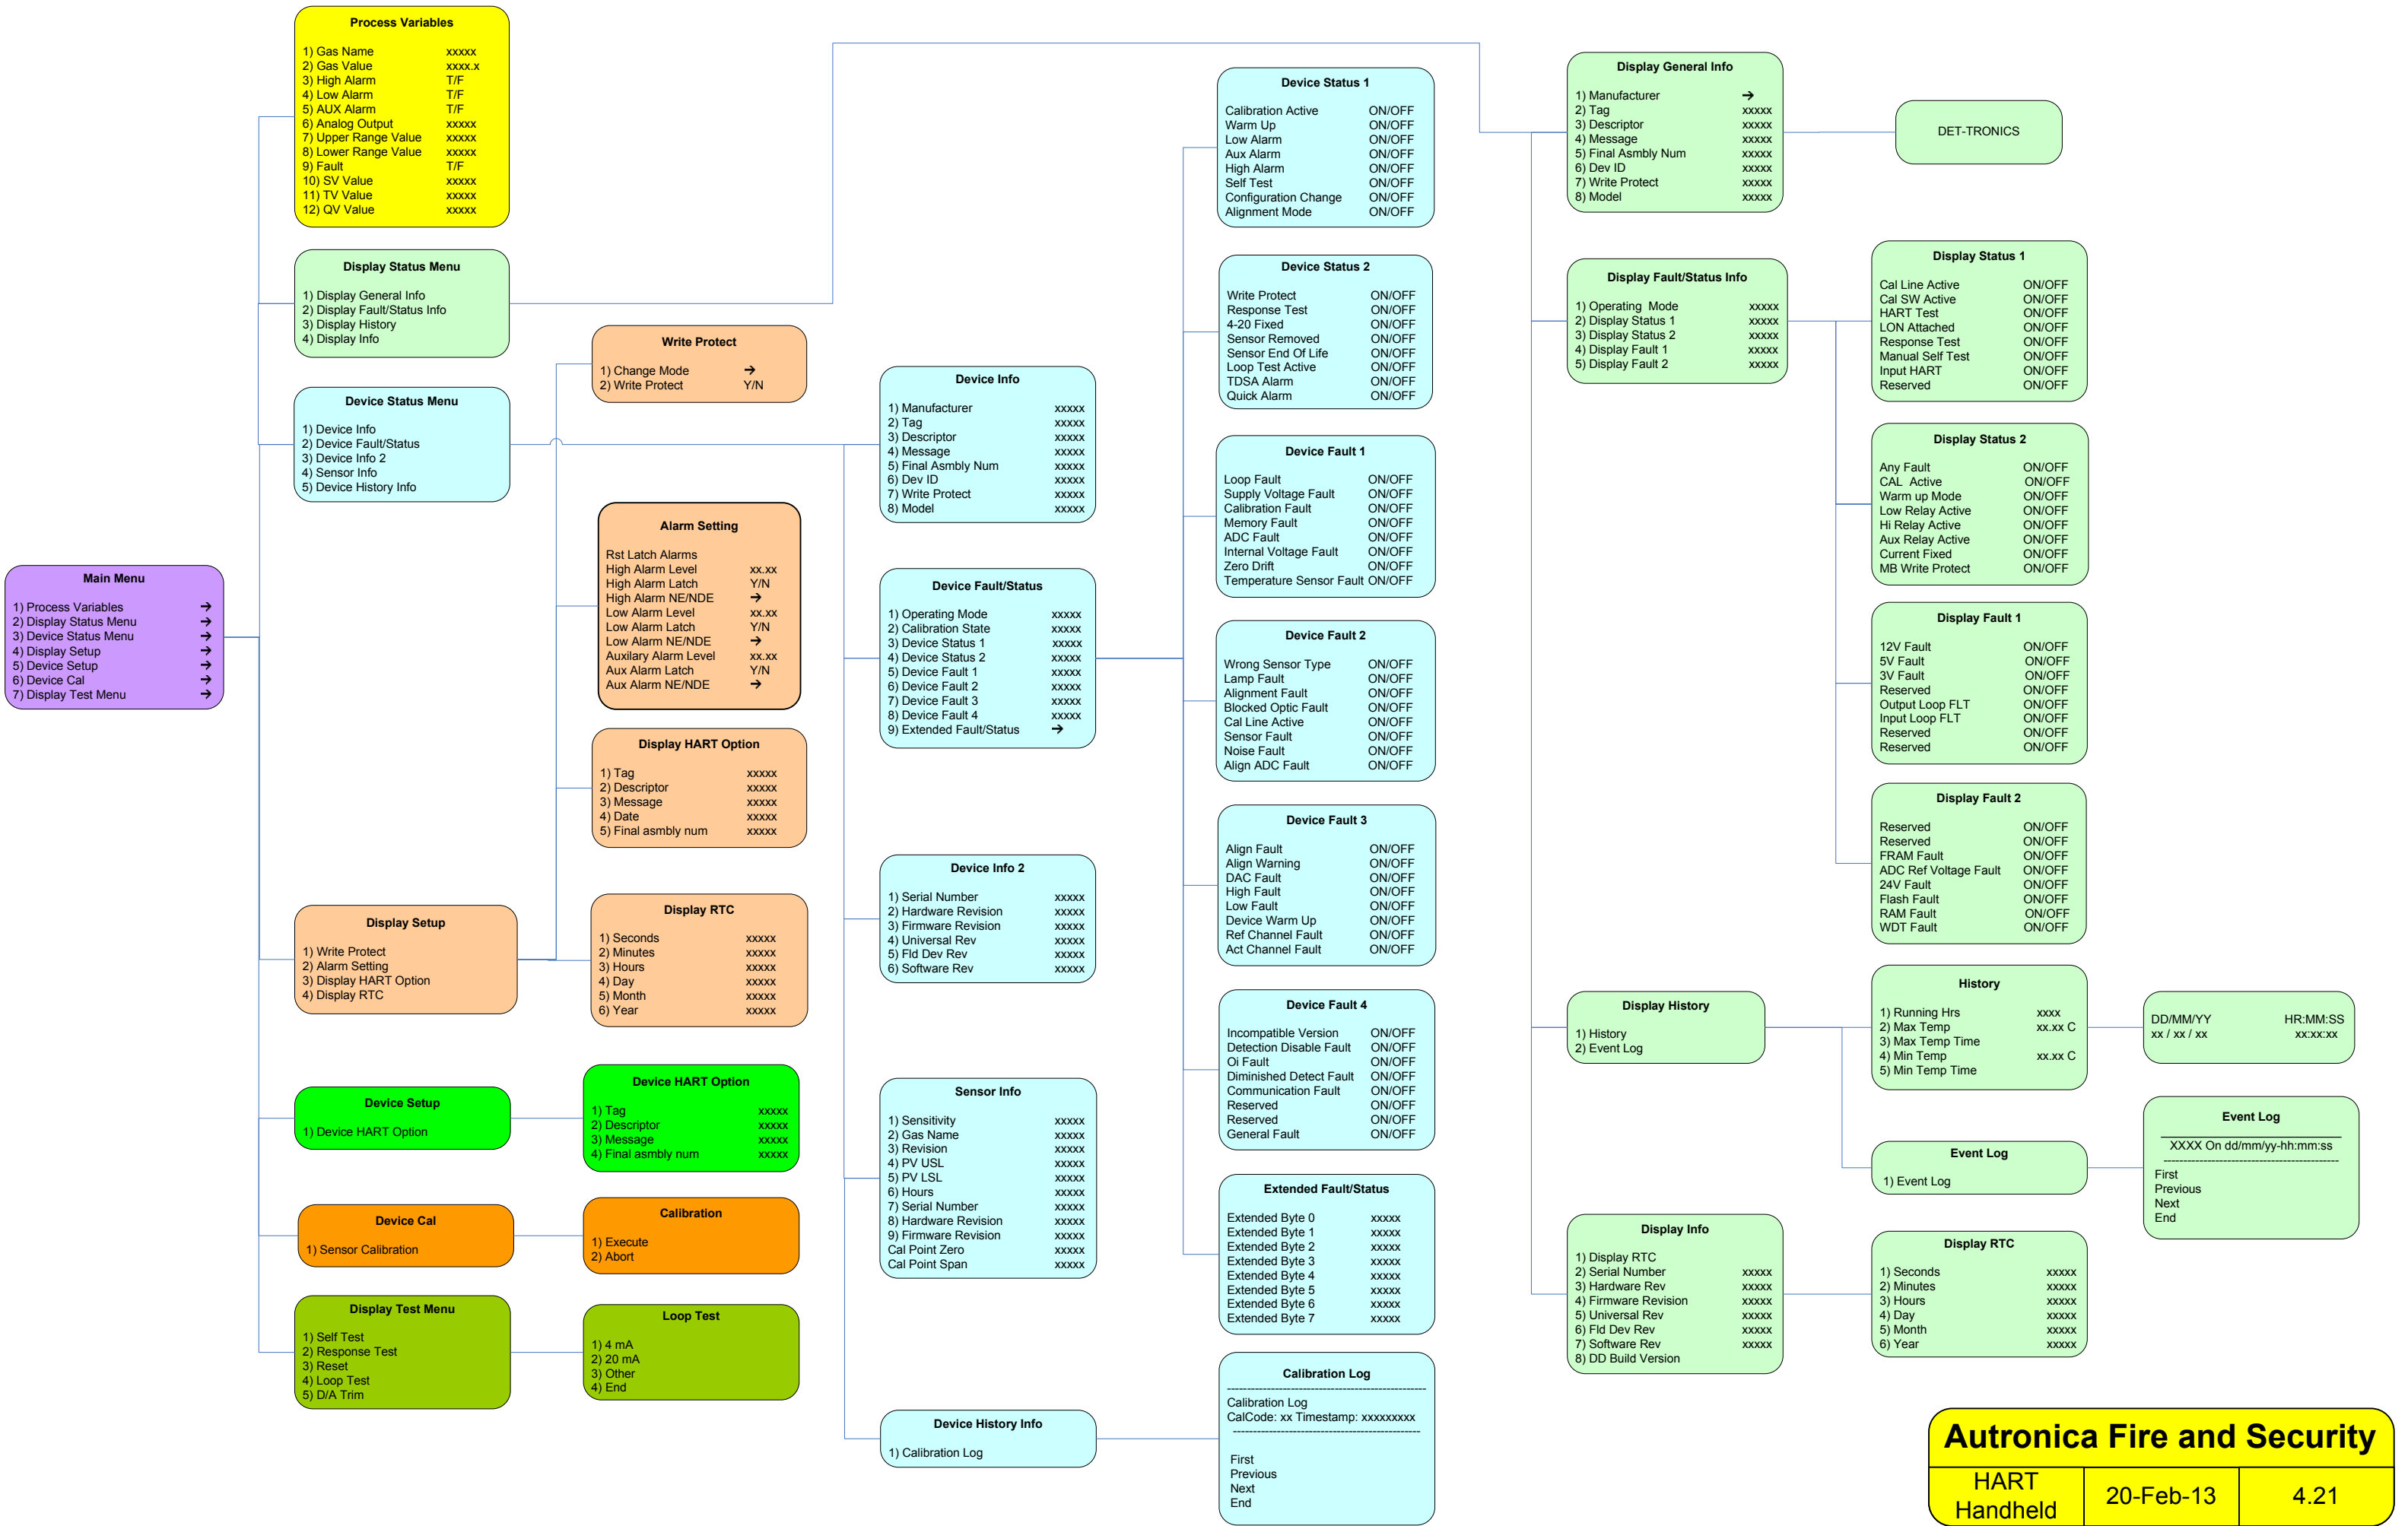 Main Menu
1) Process Variables →
2) Display Status Menu →
3) Device Status Menu →
4) Display Setup →
5) Device Setup →
6) Device Cal →
7) Display Test Menu →
Process Variables
1) Gas Name xxxxx
2) Gas Value xxxx.x
3) High Alarm T/F
4) Low Alarm T/F
5) AUX Alarm T/F
6) Analog Output xxxxx
7) Upper Range Value xxxxx
8) Lower Range Value xxxxx
9) Fault T/F
10) SV Value xxxxx
11) TV Value xxxxx
12) QV Value xxxxx
Display Status Menu
1) Display General Info
2) Display Fault/Status Info
3) Display History
4) Display Info
Device Status Menu
1) Device Info
2) Device Fault/Status
3) Device Info 2
4) Sensor Info
5) Device History Info
Display Setup
1) Write Protect
2) Alarm Setting
3) Display HART Option
4) Display RTC
Device Setup
1) Device HART Option
Device Cal
1) Sensor Calibration
Display Test Menu
1) Self Test
2) Response Test
3) Reset
4) Loop Test
5) D/A Trim
Write Protect
1) Change Mode →
2) Write Protect Y/N
Alarm Setting
Rst Latch Alarms
High Alarm Level xx.xx
High Alarm Latch Y/N
High Alarm NE/NDE →
Low Alarm Level xx.xx
Low Alarm Latch Y/N
Low Alarm NE/NDE →
Auxilary Alarm Level xx.xx
Aux Alarm Latch Y/N
Aux Alarm NE/NDE →
Display HART Option
1) Tag xxxxx
2) Descriptor xxxxx
3) Message xxxxx
4) Date xxxxx
5) Final asmbly num xxxxx
Display RTC
1) Seconds xxxxx
2) Minutes xxxxx
3) Hours xxxxx
4) Day xxxxx
5) Month xxxxx
6) Year xxxxx
Device HART Option
1) Tag xxxxx
2) Descriptor xxxxx
3) Message xxxxx
4) Final asmbly num xxxxx
Calibration
1) Execute
2) Abort
Loop Test
1) 4 mA
2) 20 mA
3) Other
4) End
Device Info
1) Manufacturer xxxxx
2) Tag xxxxx
3) Descriptor xxxxx
4) Message xxxxx
5) Final Asmbly Num xxxxx
6) Dev ID xxxxx
7) Write Protect xxxxx
8) Model xxxxx
Device Fault/Status
1) Operating Mode xxxxx
2) Calibration State xxxxx
3) Device Status 1 xxxxx
4) Device Status 2 xxxxx
5) Device Fault 1 xxxxx
6) Device Fault 2 xxxxx
7) Device Fault 3 xxxxx
8) Device Fault 4 xxxxx
9) Extended Fault/Status →
Device Info 2
1) Serial Number xxxxx
2) Hardware Revision xxxxx
3) Firmware Revision xxxxx
4) Universal Rev xxxxx
5) Fld Dev Rev xxxxx
6) Software Rev xxxxx
Sensor Info
1) Sensitivity xxxxx
2) Gas Name xxxxx
3) Revision xxxxx
4) PV USL xxxxx
5) PV LSL xxxxx
6) Hours xxxxx
7) Serial Number xxxxx
8) Hardware Revision xxxxx
9) Firmware Revision xxxxx
Cal Point Zero xxxxx
Cal Point Span xxxxx
Device History Info
1) Calibration Log
Device Status 1
Calibration Active ON/OFF
Warm Up ON/OFF
Low Alarm ON/OFF
Aux Alarm ON/OFF
High Alarm ON/OFF
Self Test ON/OFF
Configuration Change ON/OFF
Alignment Mode ON/OFF
Device Status 2
Write Protect ON/OFF
Response Test ON/OFF
4-20 Fixed ON/OFF
Sensor Removed ON/OFF
Sensor End Of Life ON/OFF
Loop Test Active ON/OFF
TDSA Alarm ON/OFF
Quick Alarm ON/OFF
Device Fault 1
Loop Fault ON/OFF
Supply Voltage Fault ON/OFF
Calibration Fault ON/OFF
Memory Fault ON/OFF
ADC Fault ON/OFF
Internal Voltage Fault ON/OFF
Zero Drift ON/OFF
Temperature Sensor Fault ON/OFF
Device Fault 2
Wrong Sensor Type ON/OFF
Lamp Fault ON/OFF
Alignment Fault ON/OFF
Blocked Optic Fault ON/OFF
Cal Line Active ON/OFF
Sensor Fault ON/OFF
Noise Fault ON/OFF
Align ADC Fault ON/OFF
Device Fault 3
Align Fault ON/OFF
Align Warning ON/OFF
DAC Fault ON/OFF
High Fault ON/OFF
Low Fault ON/OFF
Device Warm Up ON/OFF
Ref Channel Fault ON/OFF
Act Channel Fault ON/OFF
Device Fault 4
Incompatible Version ON/OFF
Detection Disable Fault ON/OFF
Oi Fault ON/OFF
Diminished Detect Fault ON/OFF
Communication Fault ON/OFF
Reserved ON/OFF
Reserved ON/OFF
General Fault ON/OFF
Extended Fault/Status
Extended Byte 0 xxxxx
Extended Byte 1 xxxxx
Extended Byte 2 xxxxx
Extended Byte 3 xxxxx
Extended Byte 4 xxxxx
Extended Byte 5 xxxxx
Extended Byte 6 xxxxx
Extended Byte 7 xxxxx
Calibration Log
Calibration Log
CalCode: xx Timestamp: xxxxxxxxx
First
Previous
Next
End
Display General Info
1) Manufacturer →
2) Tag xxxxx
3) Descriptor xxxxx
4) Message xxxxx
5) Final Asmbly Num xxxxx
6) Dev ID xxxxx
7) Write Protect xxxxx
8) Model xxxxx
DET-TRONICS
Display Fault/Status Info
1) Operating Mode xxxxx
2) Display Status 1 xxxxx
3) Display Status 2 xxxxx
4) Display Fault 1 xxxxx
5) Display Fault 2 xxxxx
Display Status 1
Cal Line Active ON/OFF
Cal SW Active ON/OFF
HART Test ON/OFF
LON Attached ON/OFF
Response Test ON/OFF
Manual Self Test ON/OFF
Input HART ON/OFF
Reserved ON/OFF
Display Status 2
Any Fault ON/OFF
CAL Active ON/OFF
Warm up Mode ON/OFF
Low Relay Active ON/OFF
Hi Relay Active ON/OFF
Aux Relay Active ON/OFF
Current Fixed ON/OFF
MB Write Protect ON/OFF
Display Fault 1
12V Fault ON/OFF
5V Fault ON/OFF
3V Fault ON/OFF
Reserved ON/OFF
Output Loop FLT ON/OFF
Input Loop FLT ON/OFF
Reserved ON/OFF
Reserved ON/OFF
Display Fault 2
Reserved ON/OFF
Reserved ON/OFF
FRAM Fault ON/OFF
ADC Ref Voltage Fault ON/OFF
24V Fault ON/OFF
Flash Fault ON/OFF
RAM Fault ON/OFF
WDT Fault ON/OFF
Display History
1) History
2) Event Log
History
1) Running Hrs xxxx
2) Max Temp xx.xx C
3) Max Temp Time
4) Min Temp xx.xx C
5) Min Temp Time
DD/MM/YY HR:MM:SS
xx / xx / xx xx:xx:xx
Event Log
1) Event Log
Event Log
XXXX On dd/mm/yy-hh:mm:ss
First
Previous
Next
End
Display Info
1) Display RTC
2) Serial Number xxxxx
3) Hardware Rev xxxxx
4) Firmware Revision xxxxx
5) Universal Rev xxxxx
6) Fld Dev Rev xxxxx
7) Software Rev xxxxx
8) DD Build Version
Display RTC
1) Seconds xxxxx
2) Minutes xxxxx
3) Hours xxxxx
4) Day xxxxx
5) Month xxxxx
6) Year xxxxx
Autronica Fire and Security
HART
Handheld
20-Feb-13
4.21